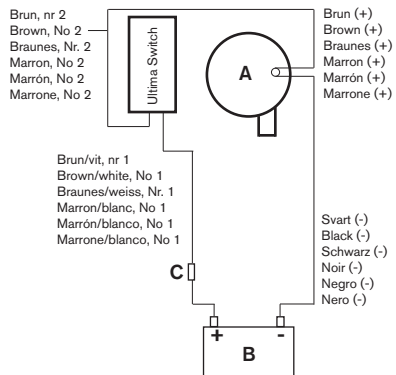 Brun, nr 2
Brown, No 2
Braunes, Nr. 2
Marron, No 2
Marrón, No 2
Marrone, No 2
Ultima Switch
A
Brun (+)
Brown (+)
Braunes (+)
Marron (+)
Marrón (+)
Marrone (+)
Brun/vit, nr 1
Brown/white, No 1
Braunes/weiss, Nr. 1
Marron/blanc, No 1
Marrón/blanco, No 1
Marrone/blanco, No 1
C
Svart (-)
Black (-)
Schwarz (-)
Noir (-)
Negro (-)
Nero (-)
+ -
B